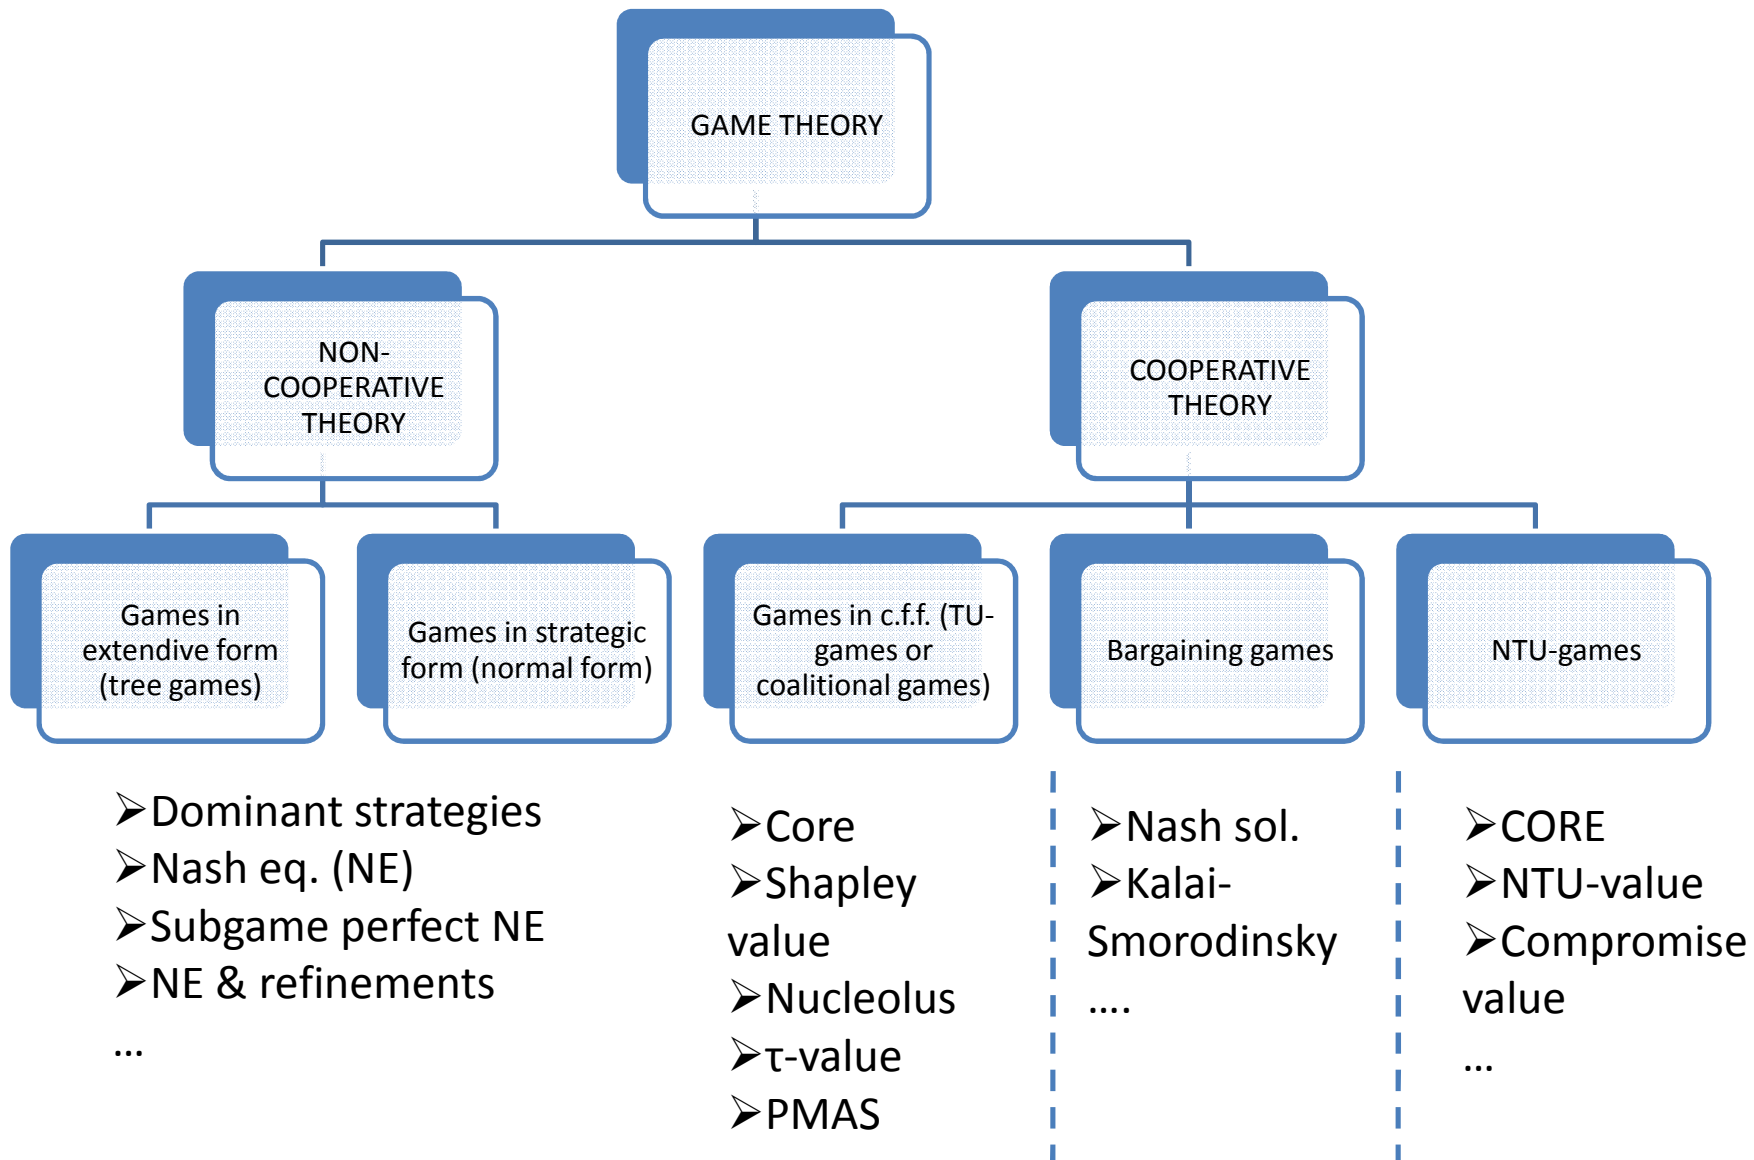 GAME THEORY
NON-
COOPERATIVE
THEORY
COOPERATIVE
THEORY
Games in
extendive form
(tree games)
Games in strategic
form (normal form)
Games in c.f.f. (TU-
games or
coalitional games)
Bargaining games
NTU-games
➢Dominant strategies
➢Nash eq. (NE)
➢Subgame perfect NE
➢NE & refinements
...
➢Core
➢Shapley
value
➢Nucleolus
➢τ-value
➢PMAS
➢Nash sol.
➢Kalai-
Smorodinsky
....
➢CORE
➢NTU-value
➢Compromise
value
...